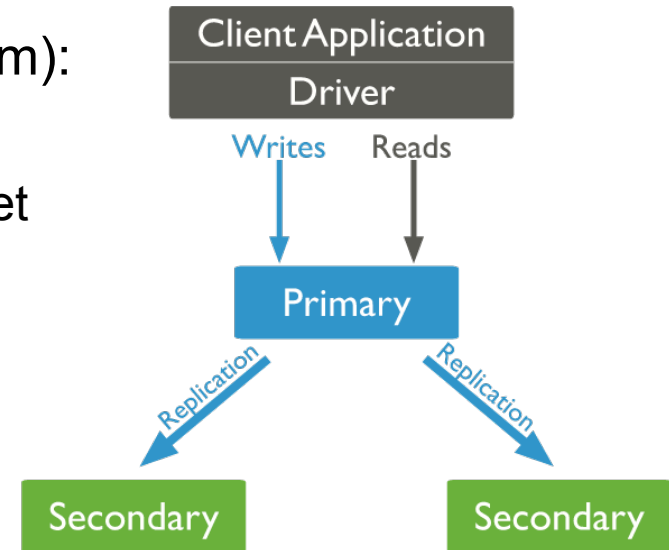 Client Application
m):
Driver
Writes Reads
et
Primary
Replication
Replication
Secondary
Secondary